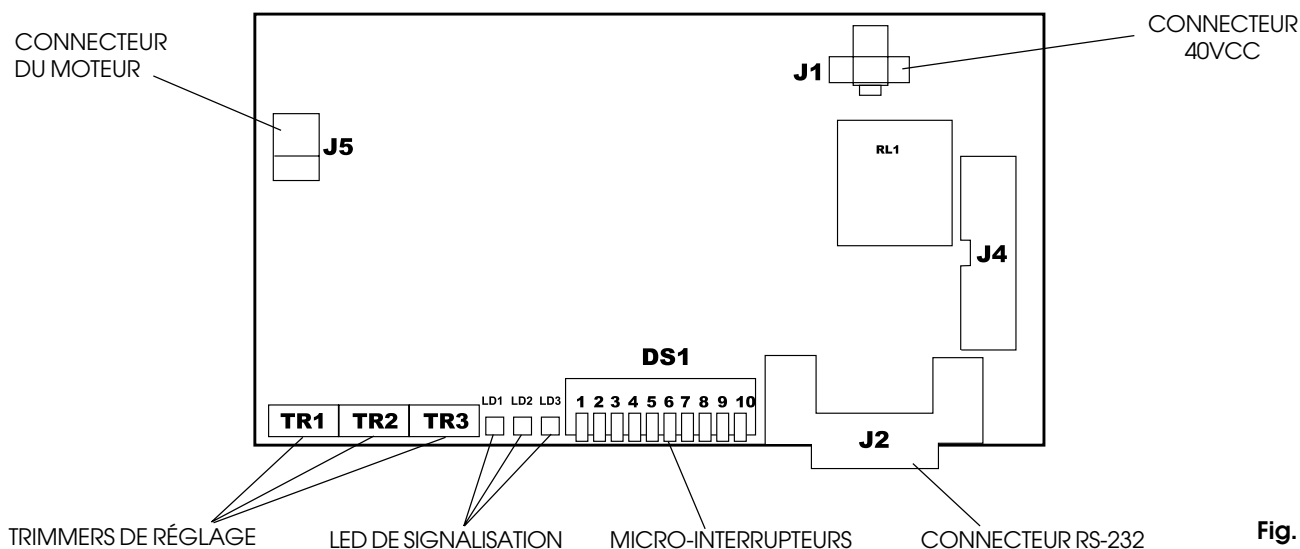 CONNECTEUR
DU MOTEUR
CONNECTEUR
40VCC
J1
J5
RL1
J4
DS1
LD1 LD2 LD3
1 2 3 4 5 6 7 8 9 10
TR1 TR2 TR3
J2
TRIMMERS DE RÉGLAGE
LED DE SIGNALISATION
MICRO-INTERRUPTEURS
CONNECTEUR RS-232
Fig.